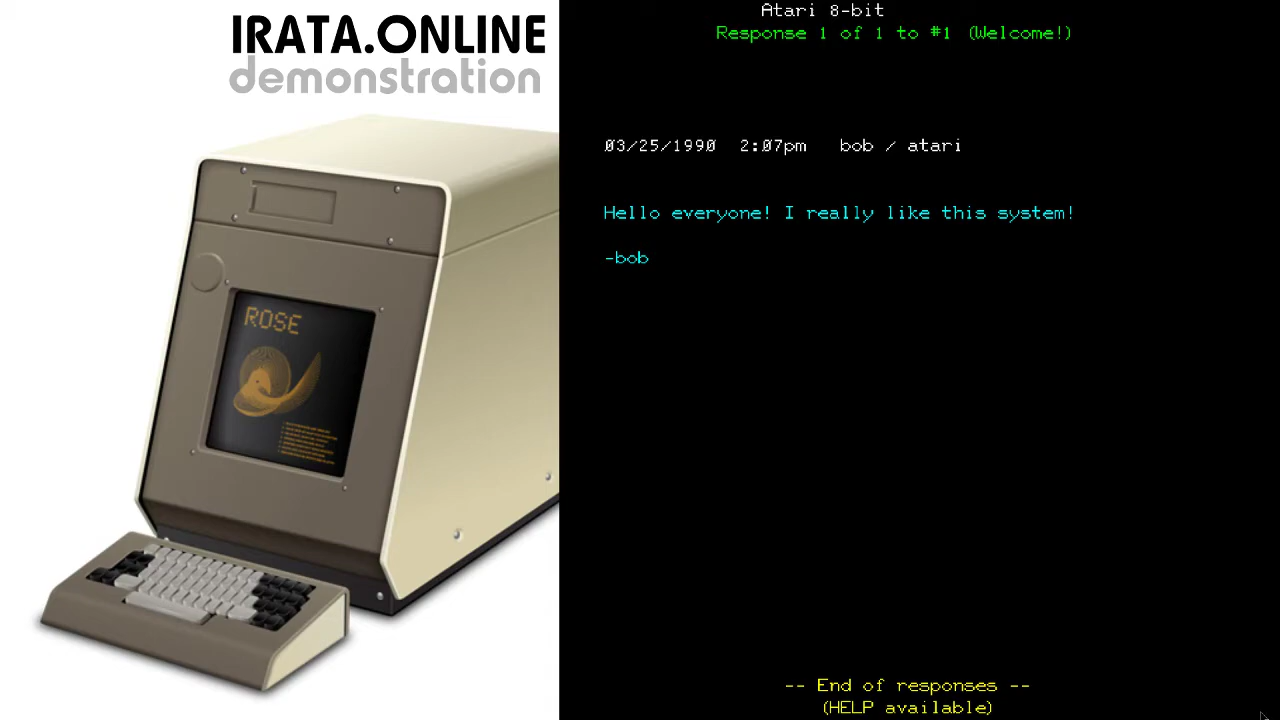 IRATA.ONLINE
demonstration
ROSE
Atari 8-bit
Response 1 of 1 to #1 (Welcome!)
03/25/1990 2:07pm bob / atari
Hello everyone! I really like this system!
-bob
-- End of responses --
(HELP available)